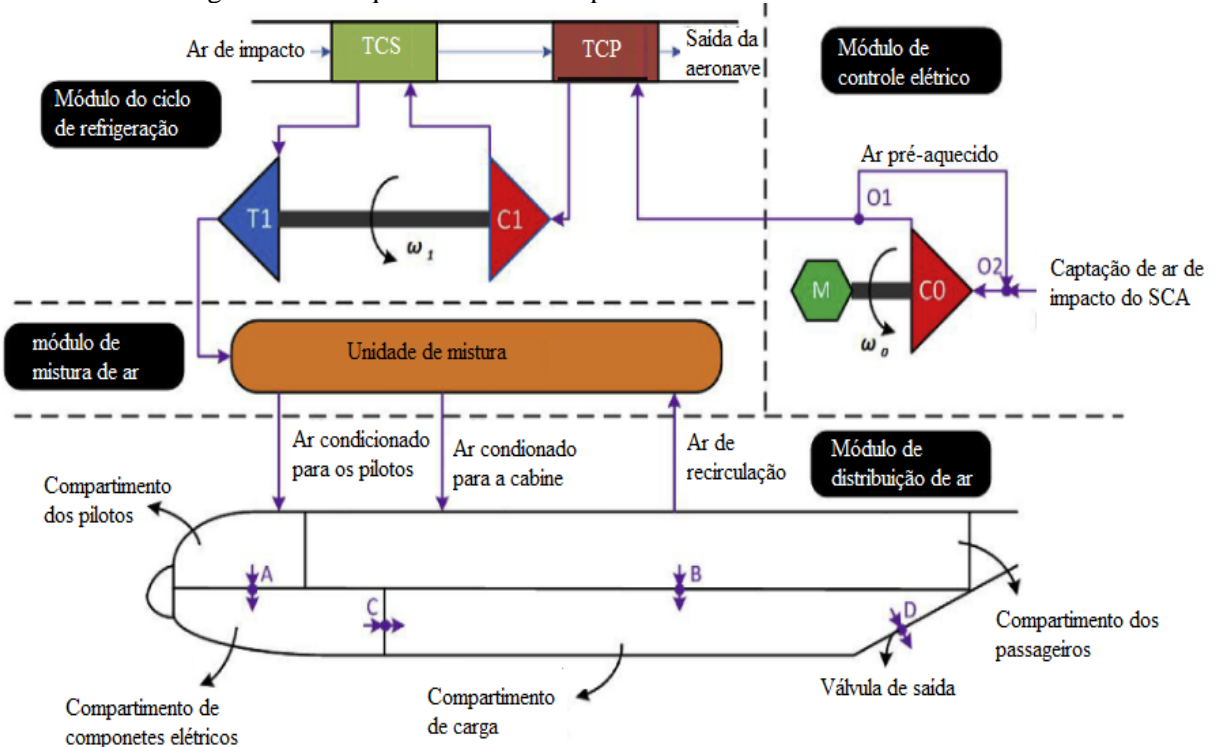 Ar de impacto
TCS
TCP
Saída da
aeronave
Módulo de
controle elétrico
Módulo do ciclo
de refrigeração
Ar pré-aquecido
O1
T1
C1
ω₁
M
C0
O2
Captação de ar de
impacto do SCA
ω₀
módulo de
mistura de ar
Unidade de mistura
Ar condicionado
para os pilotos
Ar condionado
para a cabine
Ar de
recirculação
Módulo de
distribuição de ar
Compartimento
dos pilotos
A
B
C
D
Compartimento dos
passageiros
Válvula de saída
Compartimento de
componetes elétricos
Compartimento
de carga